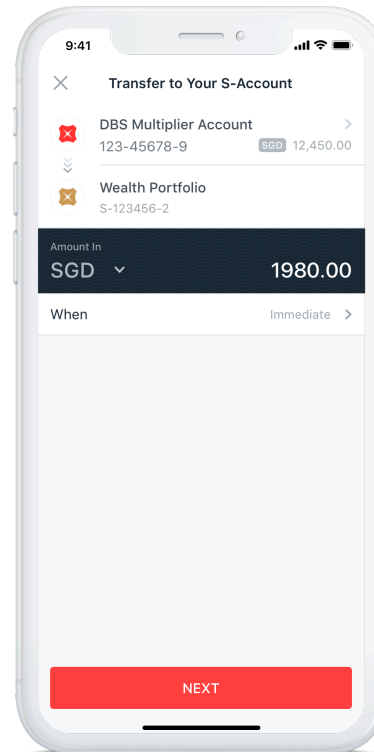 9:41
Transfer to Your S-Account
DBS Multiplier Account
123-45678-9 SGD 12,450.00
Wealth Portfolio
S-123456-2
Amount In
SGD 1980.00
When Immediate
NEXT